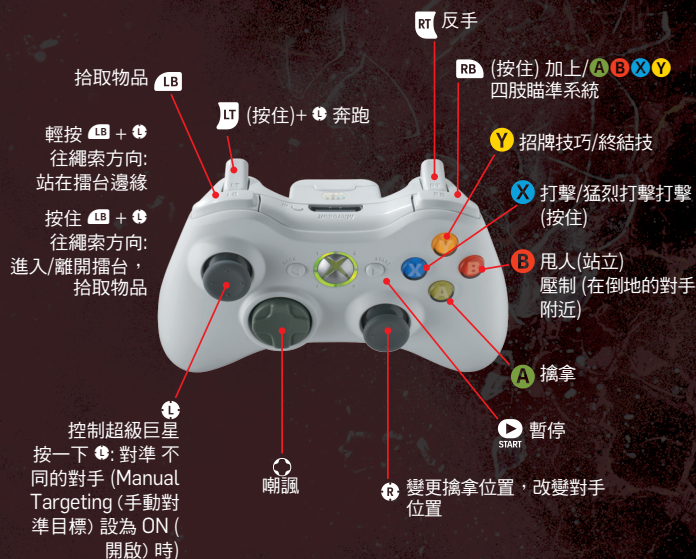 RT 反手
拾取物品 LB
RB (按住) 加上/A B X Y
四肢瞄準系統
LT (按住)+ L 奔跑
輕按 LB + L
往繩索方向:
站在擂台邊緣
Y 招牌技巧/終結技
X 打擊/猛烈打擊打擊
(按住)
按住 LB + L
往繩索方向:
進入/離開擂台,
拾取物品
B 甩人(站立)
壓制 (在倒地的對手
附近)
A 擒拿
START 暫停
L
控制超級巨星
按一下 L: 對準 不
同的對手 (Manual
Targeting (手動對
準目標) 設為 ON (
開啟) 時)
嘲諷
R 變更擒拿位置,改變對手
位置